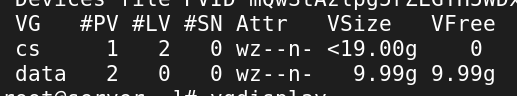 VG   #PV #LV #SN Attr   VSize   VFree
cs     1   2   0 wz--n- <19.00g    0
data   2   0   0 wz--n-   9.99g 9.99g